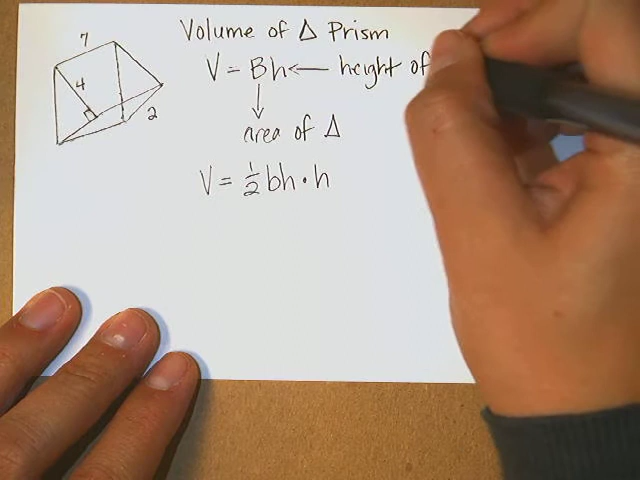 Volume of Δ Prism
7
4
2
V = Bh ← height of
area of Δ
V = 1/2 bh · h